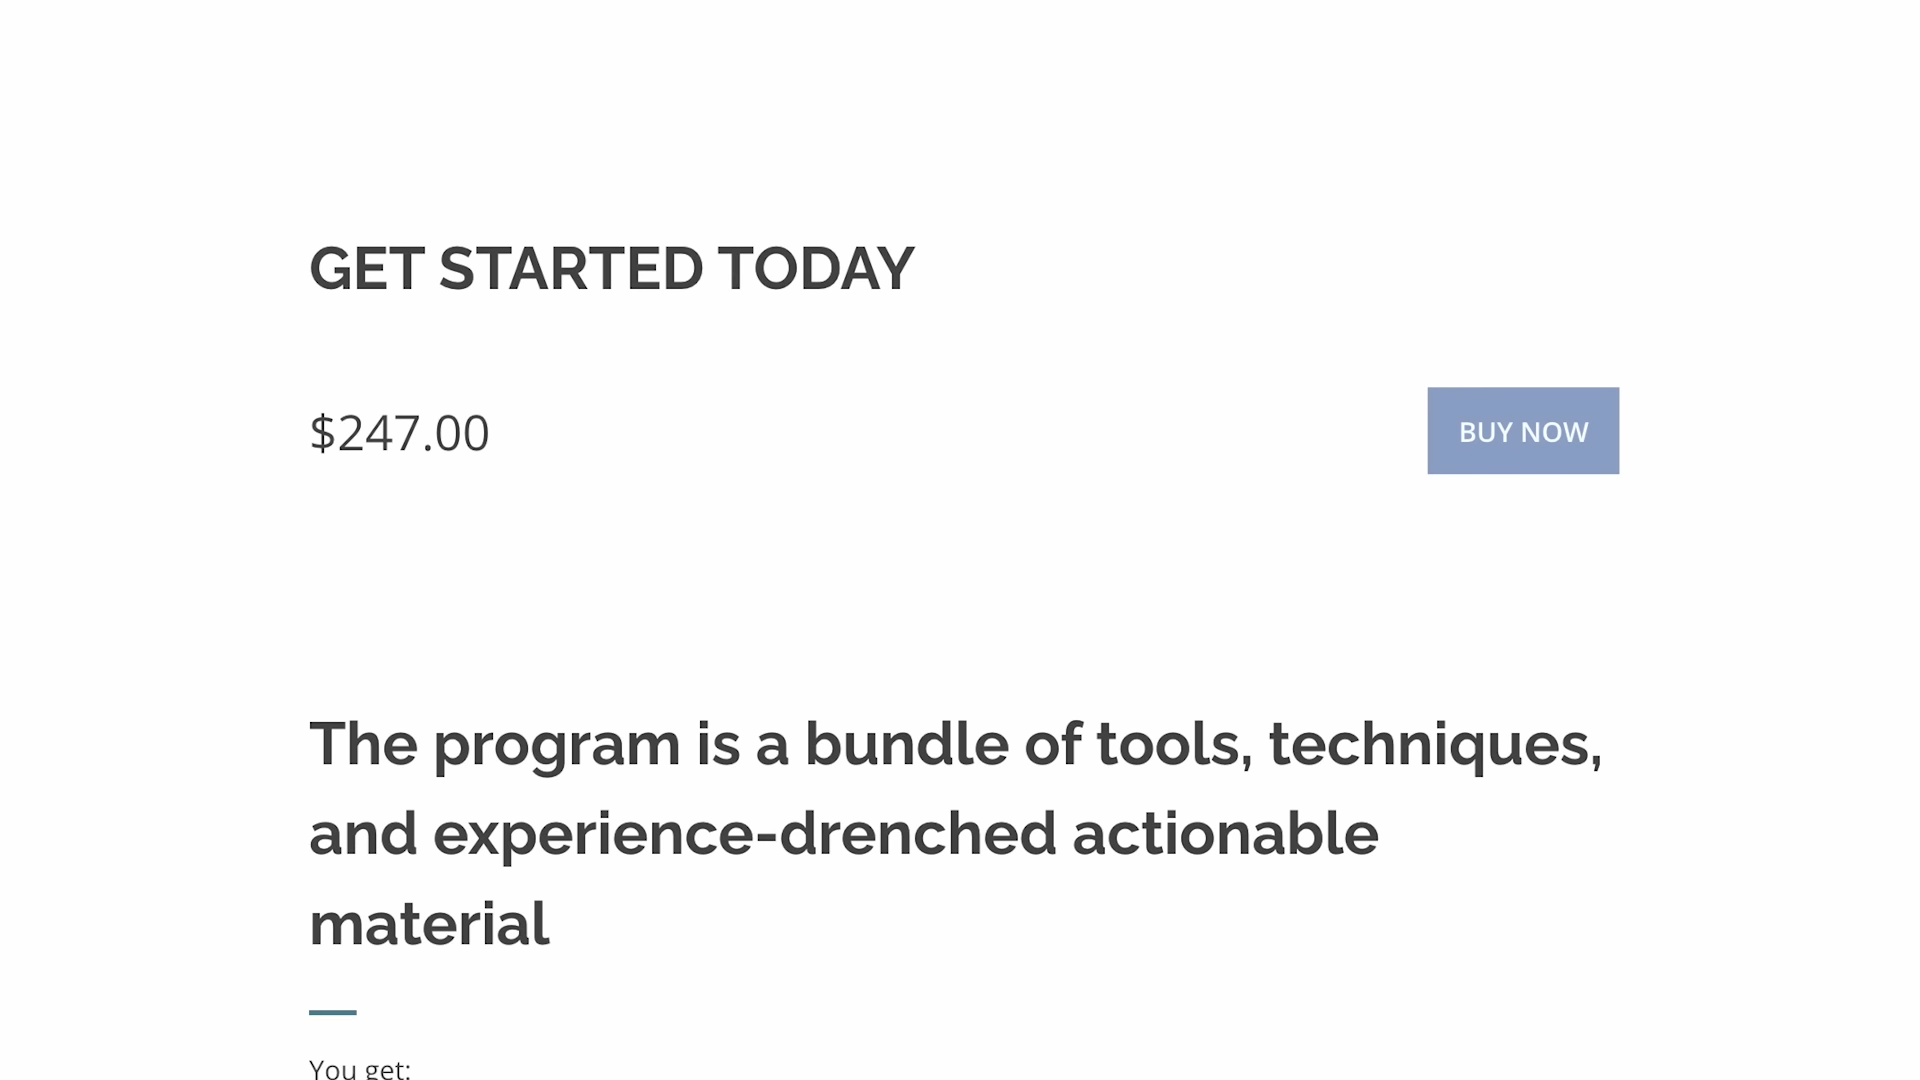 GET STARTED TODAY
$247.00
BUY NOW
The program is a bundle of tools, techniques,
and experience-drenched actionable
material
You get: